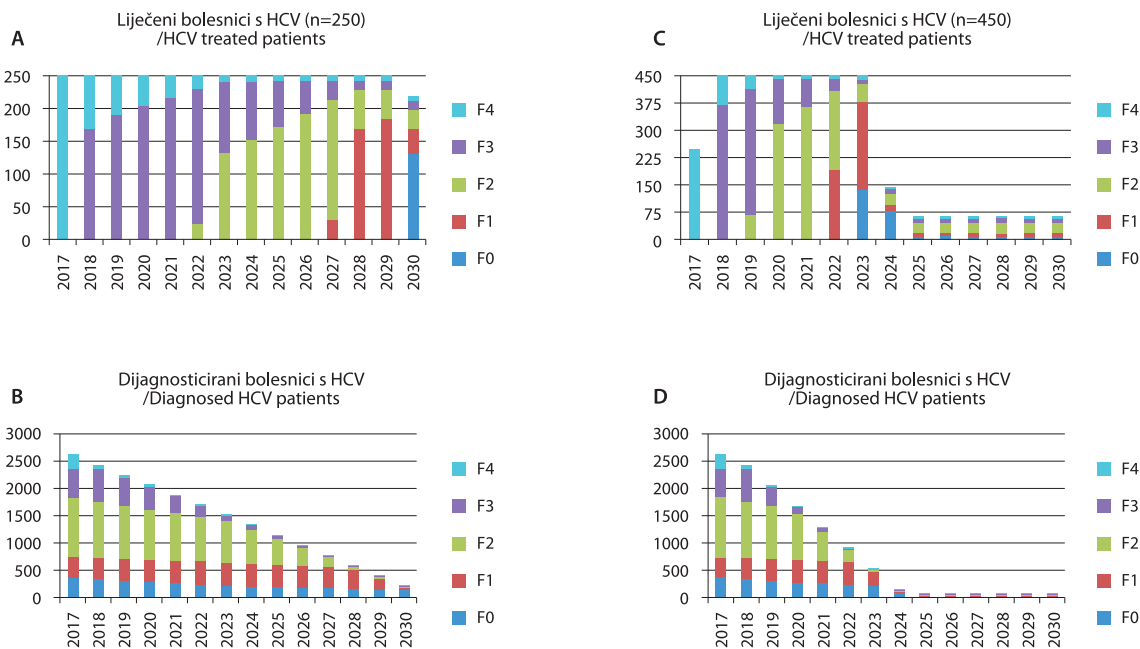 A
Liječeni bolesnici s HCV (n=250)
/HCV treated patients
250
200
150
100
50
0
2017
2018
2019
2020
2021
2022
2023
2024
2025
2026
2027
2028
2029
2030
F4
F3
F2
F1
F0
C
Liječeni bolesnici s HCV (n=450)
/HCV treated patients
450
375
300
225
150
75
0
2017
2018
2019
2020
2021
2022
2023
2024
2025
2026
2027
2028
2029
2030
F4
F3
F2
F1
F0
B
Dijagnosticirani bolesnici s HCV
/Diagnosed HCV patients
3000
2500
2000
1500
1000
500
0
2017
2018
2019
2020
2021
2022
2023
2024
2025
2026
2027
2028
2029
2030
F4
F3
F2
F1
F0
D
Dijagnosticirani bolesnici s HCV
/Diagnosed HCV patients
3000
2500
2000
1500
1000
500
0
2017
2018
2019
2020
2021
2022
2023
2024
2025
2026
2027
2028
2029
2030
F4
F3
F2
F1
F0